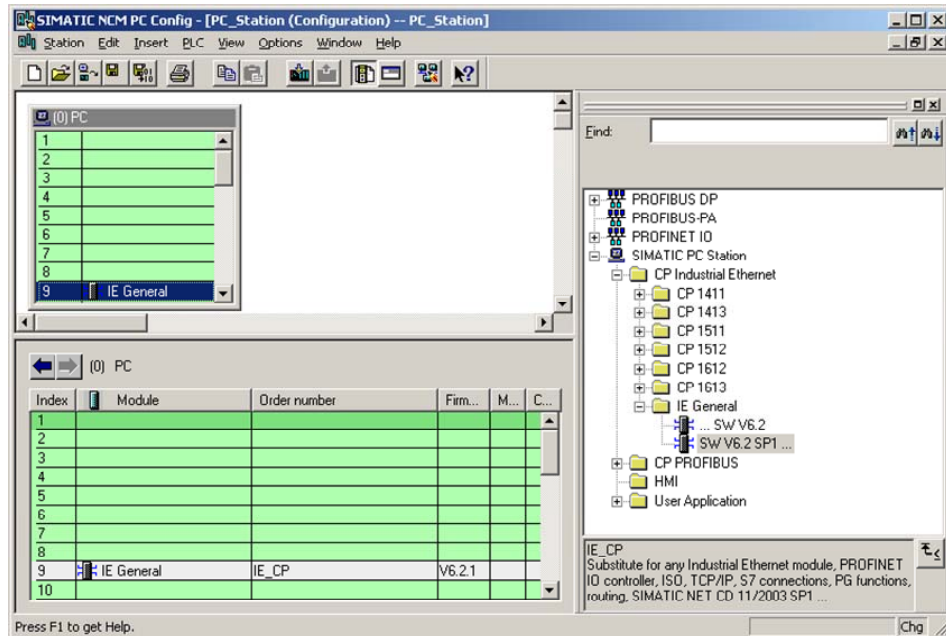 SIMATIC NCM PC Config - [PC_Station (Configuration) -- PC_Station]
Station Edit Insert PLC View Options Window Help
(0) PC
1
2
3
4
5
6
7
8
9 IE General
Find:
PROFIBUS DP
PROFIBUS-PA
PROFINET IO
SIMATIC PC Station
CP Industrial Ethernet
CP 1411
CP 1413
CP 1511
CP 1512
CP 1612
CP 1613
IE General
... SW V6.2
SW V6.2 SP1 ...
CP PROFIBUS
HMI
User Application
(0) PC
Index Module Order number Firm... M... C...
1
2
3
4
5
6
7
8
9 IE General IE_CP V6.2.1
10
IE_CP
Substitute for any Industrial Ethernet module, PROFINET
IO controller, ISO, TCP/IP, S7 connections, PG functions,
routing, SIMATIC NET CD 11/2003 SP1 ...
Press F1 to get Help.
Chg